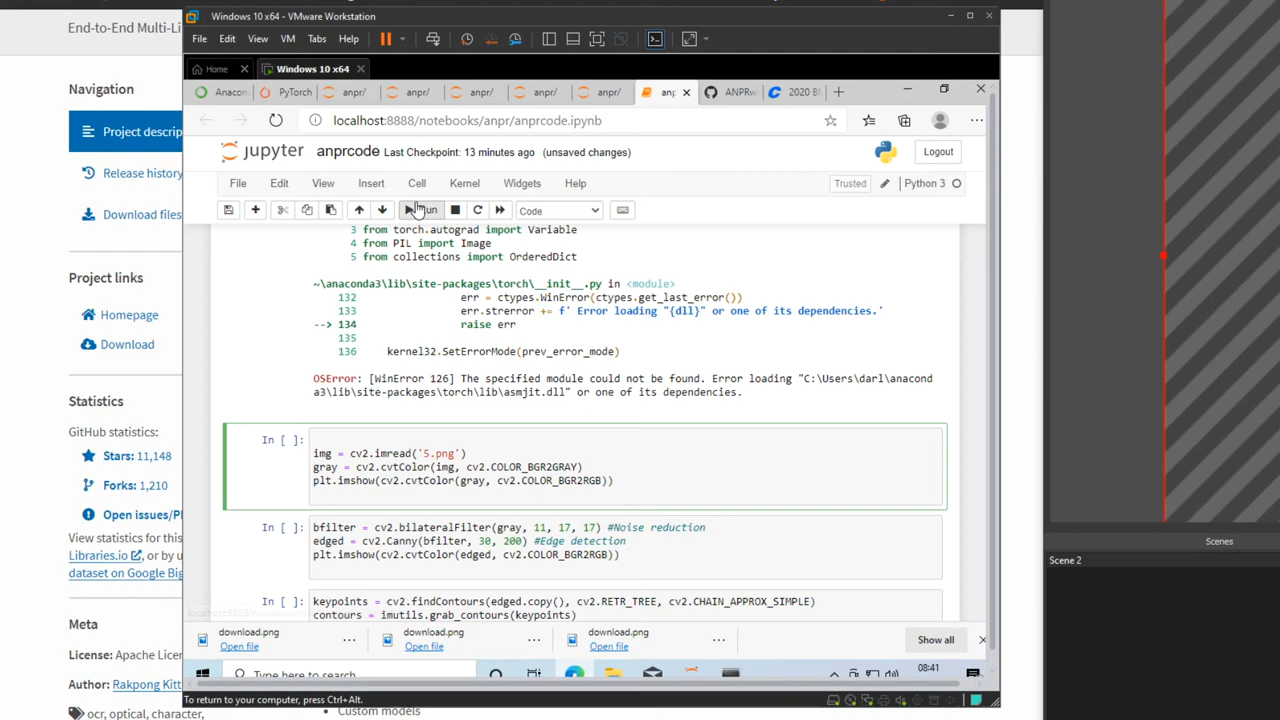 End-to-End Multi-Li
Navigation
Project descrip
Release history
Download files
Project links
Homepage
Download
Statistics
GitHub statistics:
Stars: 11,148
Forks: 1,210
Open issues/P
View statistics for this
Libraries.io, or by u
dataset on Google Big
Meta
License: Apache Licen
Author: Rakpong Kitt
ocr, optical, character,
Custom models
Windows 10 x64 - VMware Workstation
File Edit View VM Tabs Help
Home Windows 10 x64
Anacon PyTorch anpr/ anpr/ anpr/ anpr/ anpr/ anp ANPRw 2020 B
localhost:8888/notebooks/anpr/anprcode.ipynb
jupyter anprcode Last Checkpoint: 13 minutes ago (unsaved changes) Logout
File Edit View Insert Cell Kernel Widgets Help Trusted Python 3
Run Code
3 from torch.autograd import Variable
4 from PIL import Image
5 from collections import OrderedDict
~\anaconda3\lib\site-packages\torch\__init__.py in <module>
132 err = ctypes.WinError(ctypes.get_last_error())
133 err.strerror += f' Error loading "{dll}" or one of its dependencies.'
--> 134 raise err
135
136 kernel32.SetErrorMode(prev_error_mode)
OSError: [WinError 126] The specified module could not be found. Error loading "C:\Users\darl\anacond
a3\lib\site-packages\torch\lib\asmjit.dll" or one of its dependencies.
In [ ]:
img = cv2.imread('5.png')
gray = cv2.cvtColor(img, cv2.COLOR_BGR2GRAY)
plt.imshow(cv2.cvtColor(gray, cv2.COLOR_BGR2RGB))
In [ ]: bfilter = cv2.bilateralFilter(gray, 11, 17, 17) #Noise reduction
edged = cv2.Canny(bfilter, 30, 200) #Edge detection
plt.imshow(cv2.cvtColor(edged, cv2.COLOR_BGR2RGB))
In [ ]: keypoints = cv2.findContours(edged.copy(), cv2.RETR_TREE, cv2.CHAIN_APPROX_SIMPLE)
contours = imutils.grab_contours(keypoints)
download.png download.png download.png
Open file Open file Open file Show all
Type here to search 08:41
To return to your computer, press Ctrl+Alt.
Scenes
Scene 2